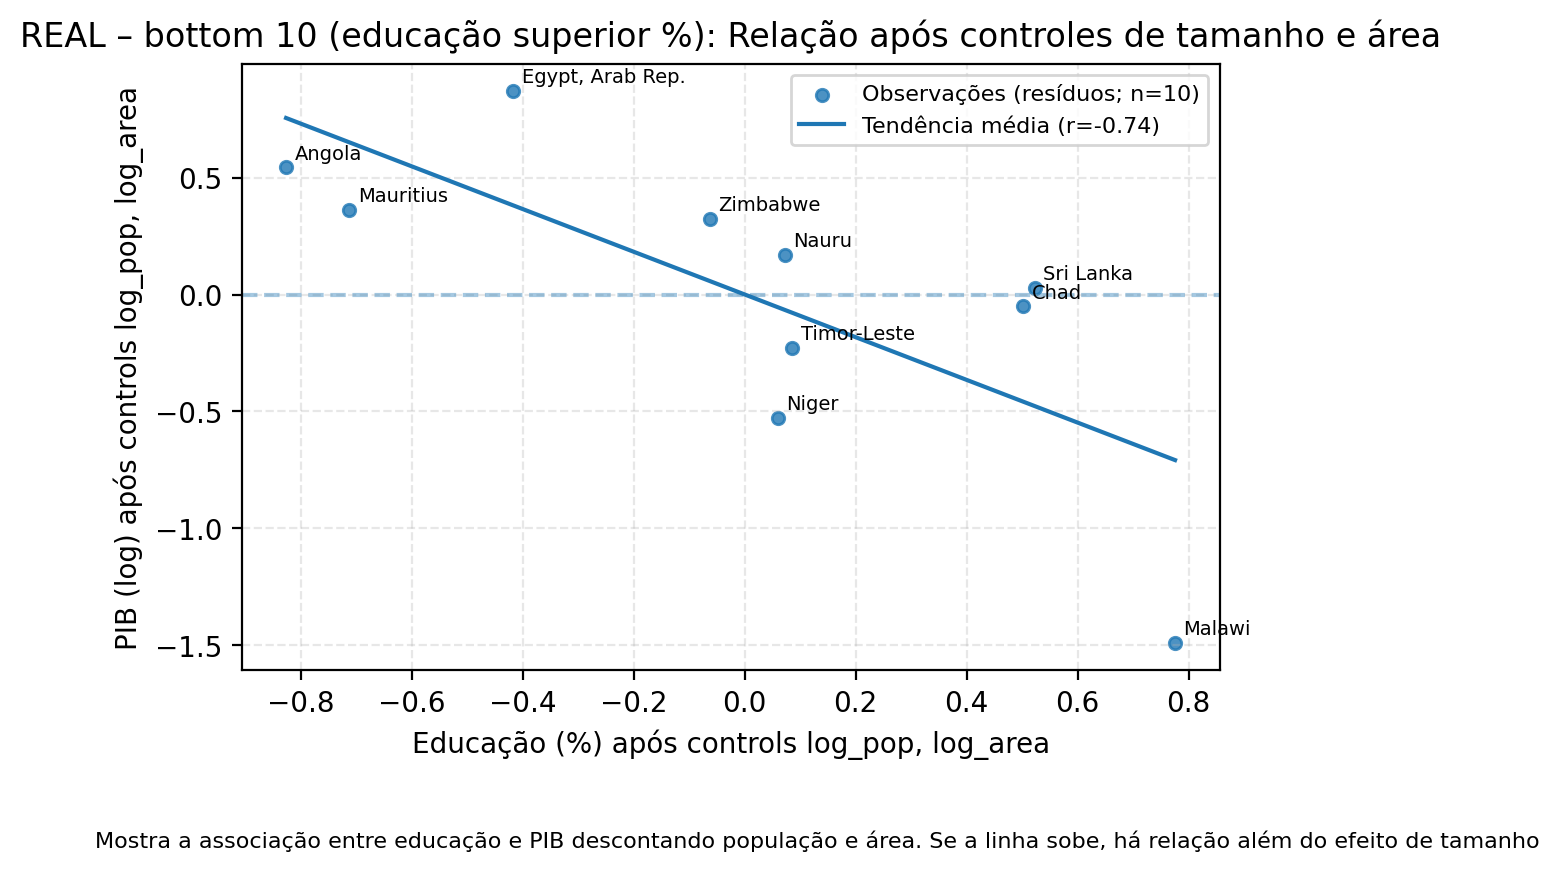 REAL – bottom 10 (educação superior %): Relação após controles de tamanho e área
Egypt, Arab Rep.
Observações (resíduos; n=10)
Tendência média (r=-0.74)
Angola
Mauritius
Zimbabwe
Nauru
Sri Lanka
Chad
Timor-Leste
Niger
Malawi
PIB (log) após controls log_pop, log_area
0.5
0.0
−0.5
−1.0
−1.5
−0.8 −0.6 −0.4 −0.2 0.0 0.2 0.4 0.6 0.8
Educação (%) após controls log_pop, log_area
Mostra a associação entre educação e PIB descontando população e área. Se a linha sobe, há relação além do efeito de tamanho